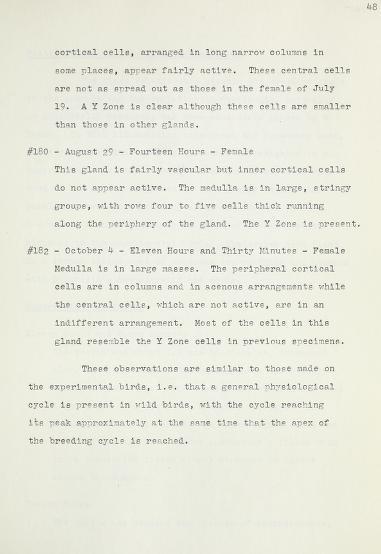 48
cortical cells, arranged in long narrow columns in
some places, appear fairly active. These central cells
are not as spread out as those in the female of July
19. A Y Zone is clear although these cells are smaller
than those in other glands.
#180 - August 29 - Fourteen Hours - Female
This gland is fairly vascular but inner cortical cells
do not appear active. The medulla is in large, stringy
groups, with rows four to five cells thick running
along the periphery of the gland. The Y Zone is present.
#182 - October 4 - Eleven Hours and Thirty Minutes - Female
Medulla is in large masses. The peripheral cortical
cells are in columns and in acenous arrangements while
the central cells, which are not active, are in an
indifferent arrangement. Most of the cells in this
gland resemble the Y Zone cells in previous specimens.
These observations are similar to those made on
the experimental birds, i.e. that a general physiological
cycle is present in wild birds, with the cycle reaching
its peak approximately at the same time that the apex of
the breeding cycle is reached.